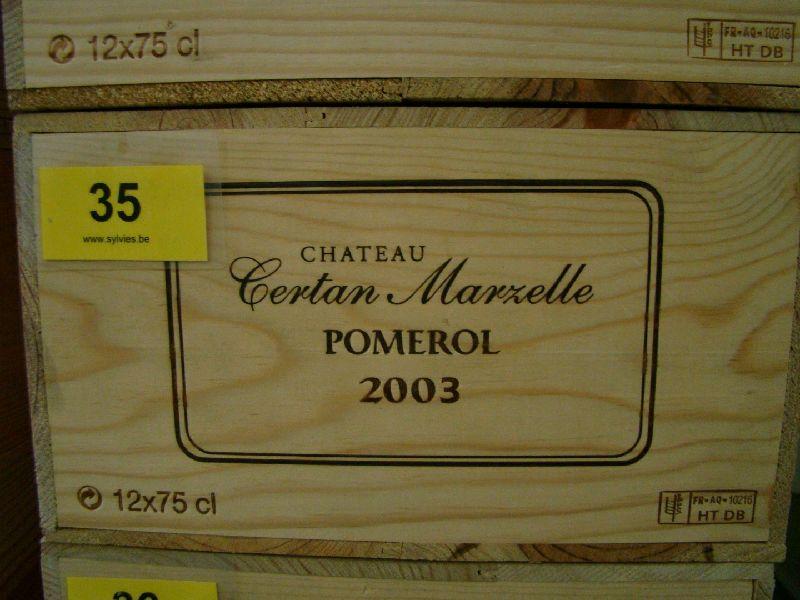 12x75 cl
FR-AQ-10216
HT DB
35
www.sylvies.be
CHATEAU
Certan Marzelle
POMEROL
2003
12x75 cl
FR-AQ-10216
HT DB